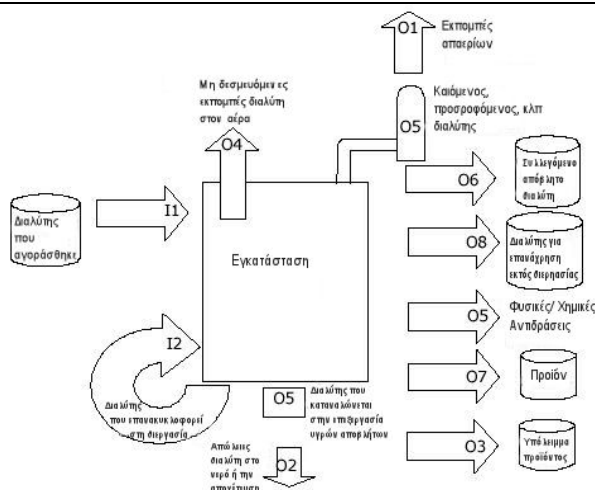 O1
Εκπομπές
απαερίων
Μη δεσμευόμενες
εκπομπές διαλύτη
στον αέρα
O4
Καιόμενος,
προσροφόμενος, κλπ
διαλύτης
O5
O6
Συλλεγόμενο
απόβλητο
διαλύτη
Διαλύτης
που
αγοράσθηκε
I1
Εγκατάσταση
O8
Διαλύτης για
επανάχρηση
εκτός διεργασίας
O5
Φυσικές/ Χημικές
Αντιδράσεις
I2
Διαλύτης
που επανακυκλοφορεί
στη διεργασία
O5
Διαλύτης που
καταναλώνεται
στην επεξεργασία
υγρών αποβλήτων
O7
Προϊόν
Απώλειες
διαλύτη στο
νερό ή την
αποχέτευση
O2
O3
Υπόλειμμα
προϊόντος